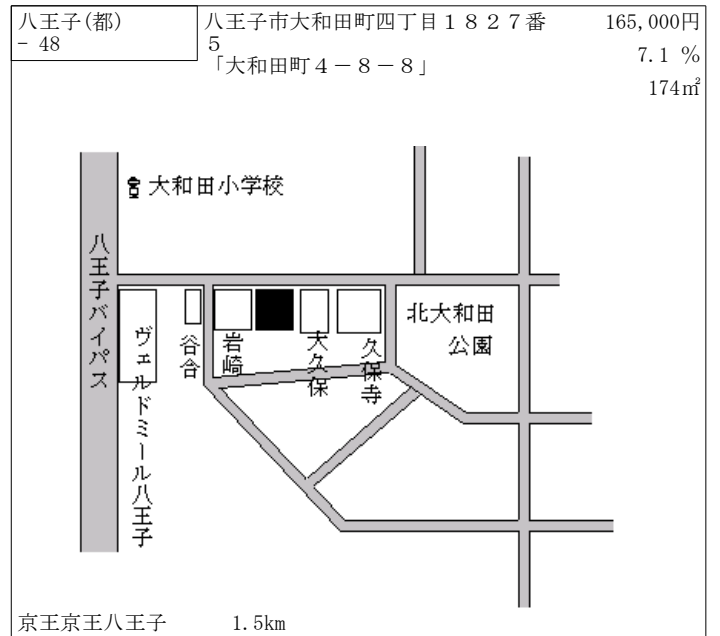 八王子(都)
- 48
八王子市大和田町四丁目1827番
5
「大和田町4-8-8」
165,000円
7.1 %
174㎡
大和田小学校
八王子バイパス
ヴェルドミール八王子
谷合
岩崎
大久保
久保寺
北大和田
公園
京王京王八王子 1.5km